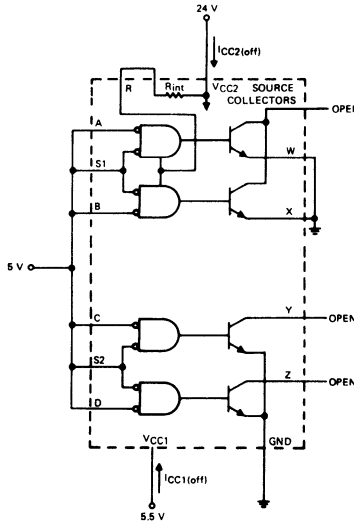 24 V
ICC2(off)
R
Rint
VCC2
SOURCE
COLLECTORS
OPEN
A
W
S1
X
B
5 V
C
Y
OPEN
S2
Z
OPEN
D
VCC1
GND
ICC1(off)
5.5 V